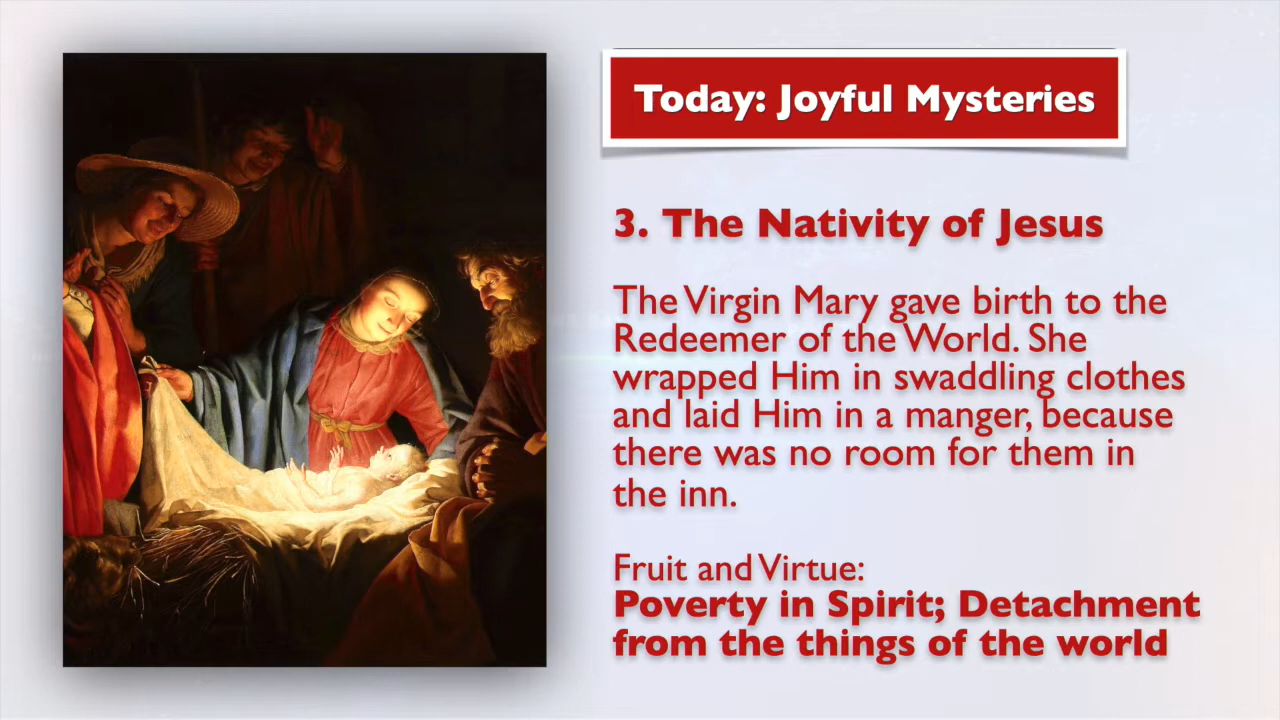 Today: Joyful Mysteries
3. The Nativity of Jesus
The Virgin Mary gave birth to the
Redeemer of the World. She
wrapped Him in swaddling clothes
and laid Him in a manger, because
there was no room for them in
the inn.
Fruit and Virtue:
Poverty in Spirit; Detachment
from the things of the world